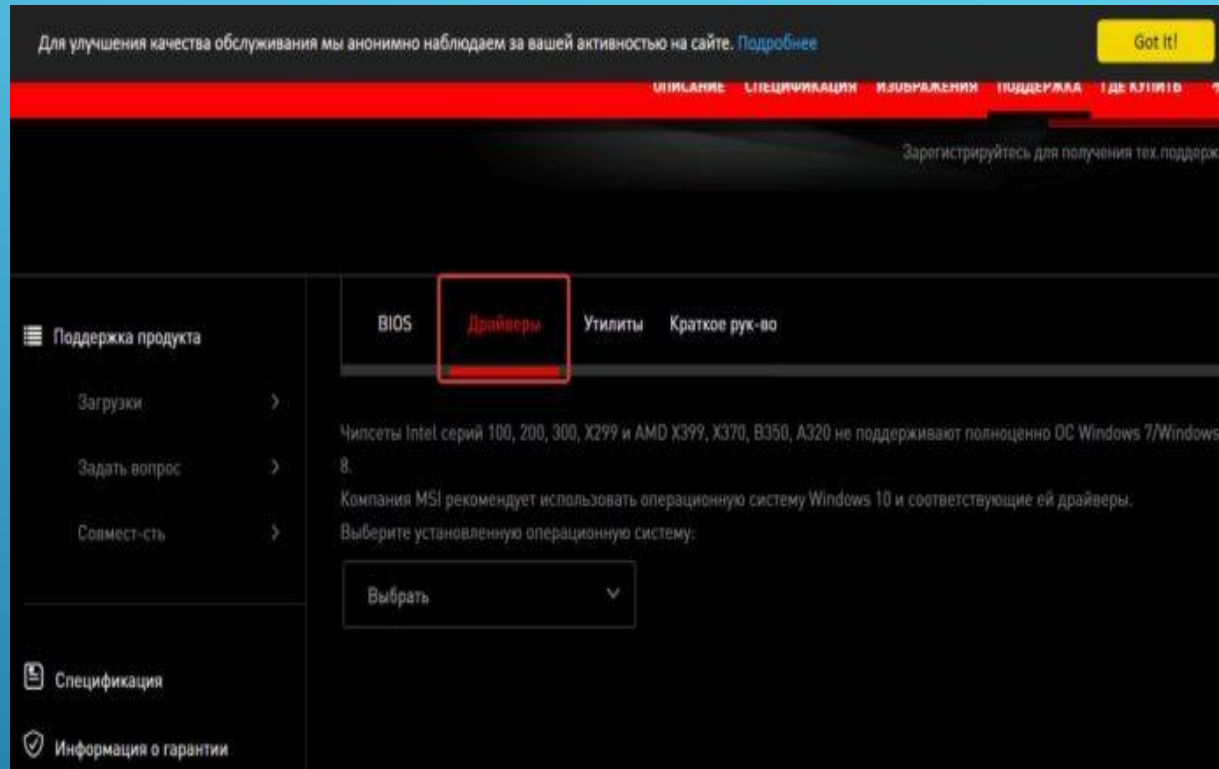 Для улучшения качества обслуживания мы анонимно наблюдаем за вашей активностью на сайте. Подробнее
Got It!
ОПИСАНИЕ СПЕЦИФИКАЦИЯ ИЗОБРАЖЕНИЯ ПОДДЕРЖКА ГДЕ КУПИТЬ
Зарегистрируйтесь для получения тех.поддерж
BIOS Драйверы Утилиты Краткое рук-во
Поддержка продукта
Загрузки
Задать вопрос
Совмест-сть
Чипсеты Intel серий 100, 200, 300, X299 и AMD X399, X370, B350, A320 не поддерживают полноценно ОС Windows 7/Windows
8.
Компания MSI рекомендует использовать операционную систему Windows 10 и соответствующие ей драйверы.
Выберите установленную операционную систему:
Выбрать
Спецификация
Информация о гарантии